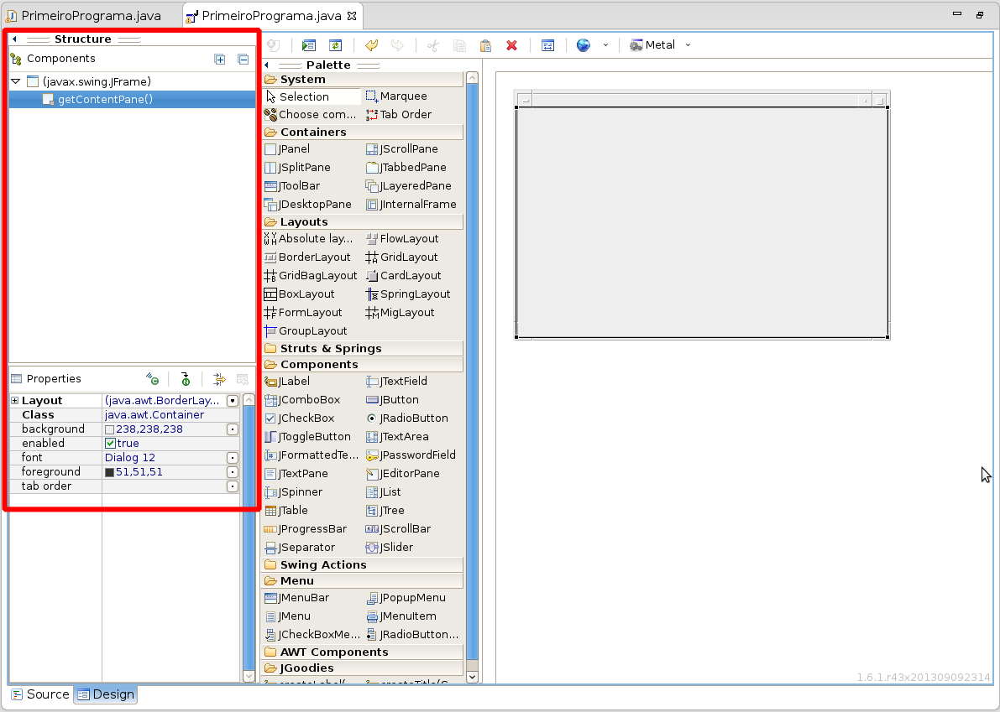 PrimeiroPrograma.java
PrimeiroPrograma.java
Structure
Components
(javax.swing.JFrame)
getContentPane()
Properties
Layout (java.awt.BorderLay...
Class java.awt.Container
background 238,238,238
enabled true
font Dialog 12
foreground 51,51,51
tab order
Metal
Palette
System
Selection Marquee
Choose com... Tab Order
Containers
JPanel JScrollPane
JSplitPane JTabbedPane
JToolBar JLayeredPane
JDesktopPane JInternalFrame
Layouts
Absolute lay... FlowLayout
BorderLayout GridLayout
GridBagLayout CardLayout
BoxLayout SpringLayout
FormLayout MigLayout
GroupLayout
Struts & Springs
Components
JLabel JTextField
JComboBox JButton
JCheckBox JRadioButton
JToggleButton JTextArea
JFormattedTe... JPasswordField
JTextPane JEditorPane
JSpinner JList
JTable JTree
JProgressBar JScrollBar
JSeparator JSlider
Swing Actions
Menu
JMenuBar JPopupMenu
JMenu JMenuItem
JCheckBoxMe... JRadioButton...
AWT Components
JGoodies
1.6.1.r43x201309092314
Source Design